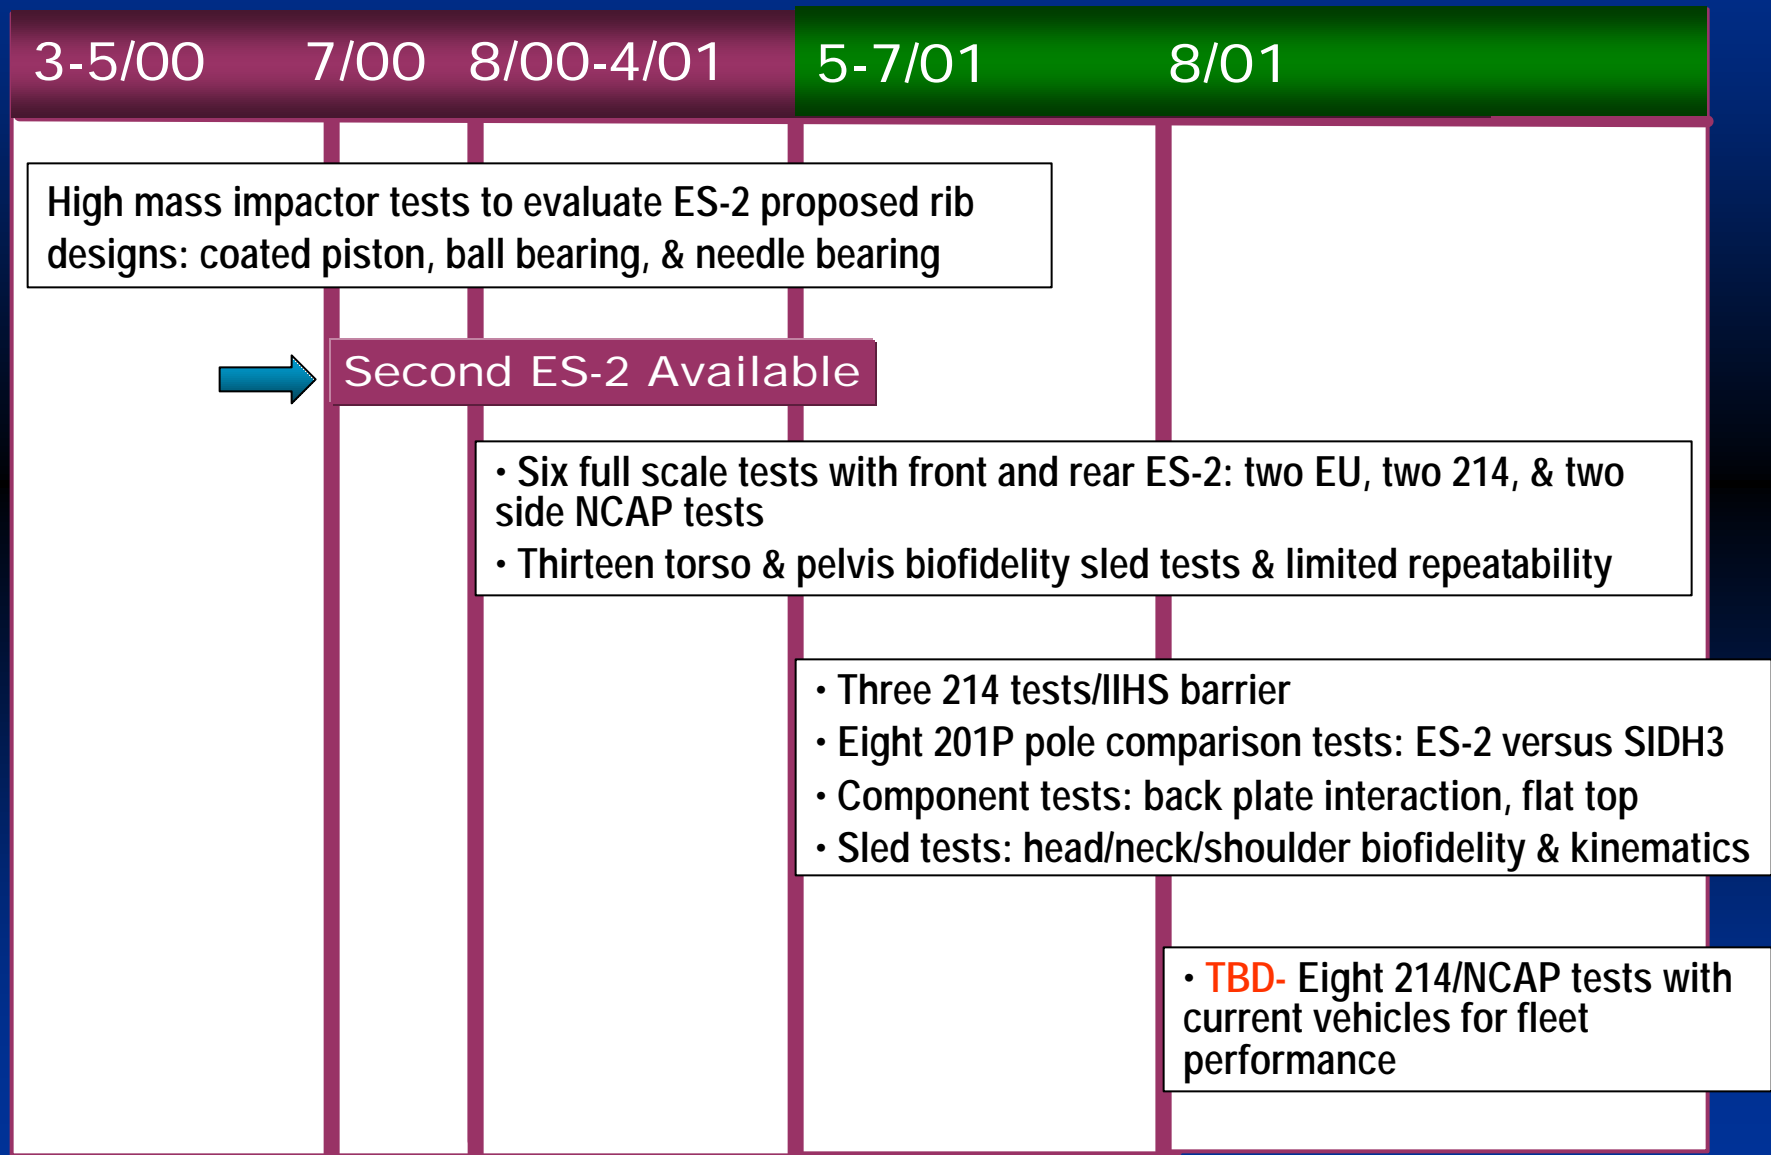 3-5/00 7/00 8/00-4/01 5-7/01 8/01
High mass impactor tests to evaluate ES-2 proposed rib
designs: coated piston, ball bearing, & needle bearing
Second ES-2 Available
• Six full scale tests with front and rear ES-2: two EU, two 214, & two
side NCAP tests
• Thirteen torso & pelvis biofidelity sled tests & limited repeatability
• Three 214 tests/IIHS barrier
• Eight 201P pole comparison tests: ES-2 versus SIDH3
• Component tests: back plate interaction, flat top
• Sled tests: head/neck/shoulder biofidelity & kinematics
• TBD- Eight 214/NCAP tests with
current vehicles for fleet
performance